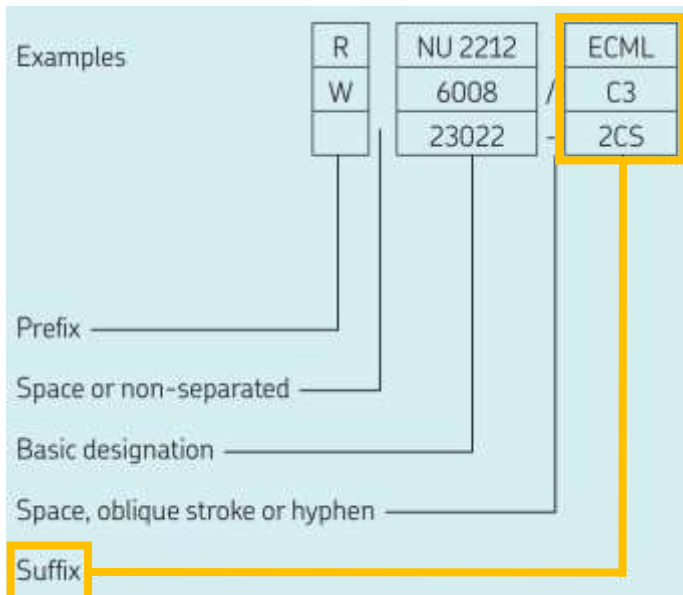 Examples R NU 2212 ECML
W 6008 / C3
23022 - 2CS
Prefix
Space or non-separated
Basic designation
Space, oblique stroke or hyphen
Suffix